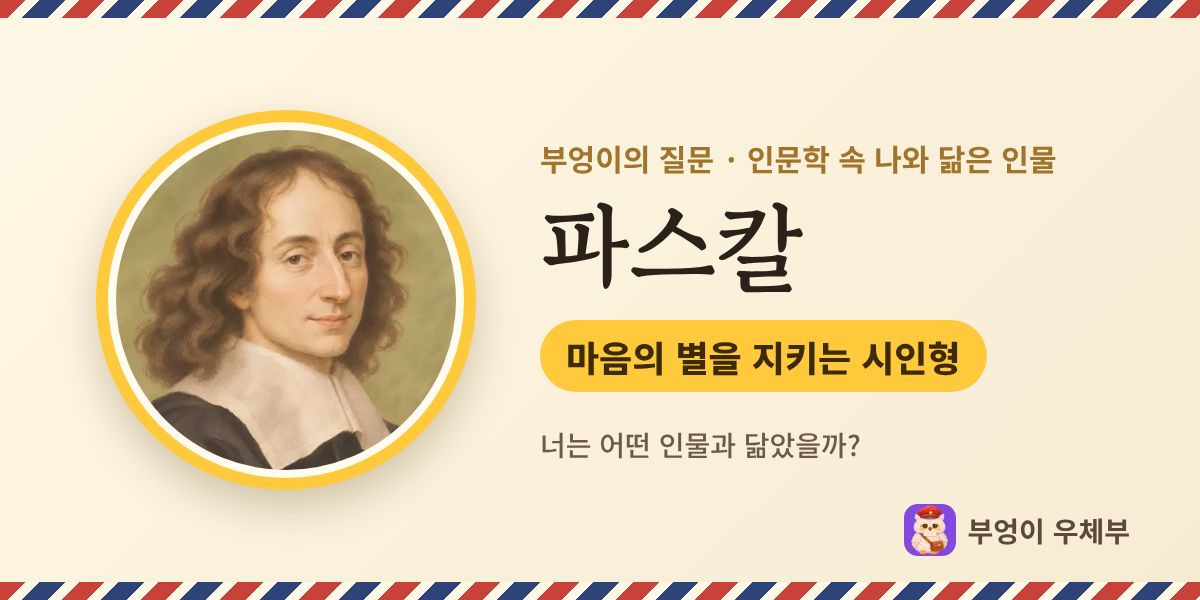 부엉이의 질문 · 인문학 속 나와 닮은 인물
파스칼
마음의 별을 지키는 시인형
너는 어떤 인물과 닮았을까?
부엉이 우체부